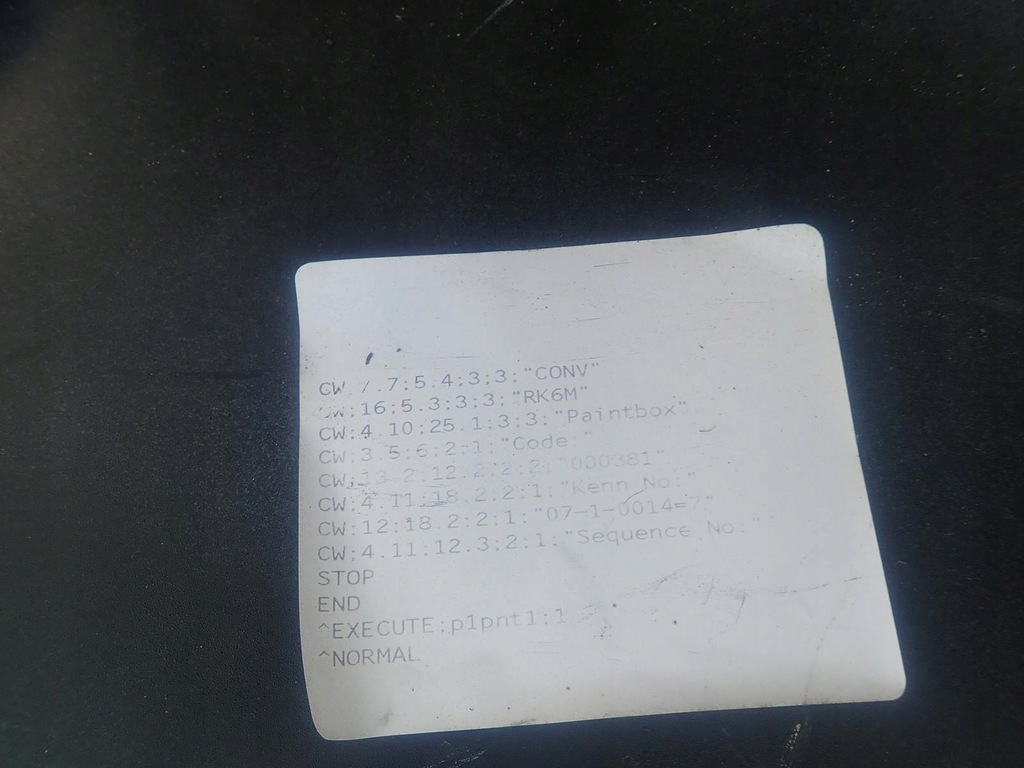 CW. /.7:5.4:3:3:"CONV"
CW:16:5.3:3:3:"RK6M"
CW:4.10:25.1:3:3:"Paintbox"
CW:3.5:6:2:1:"Code:"
CW:13.2.12.2:2:2:"000381"
CW:4.11:18.2:2:1:"Kenn No:"
CW:12:18.2:2:1:"07-1-0014=7"
CW:4.11:12.3:2:1:"Sequence No:"
STOP
END
^EXECUTE:p1pnt1:1
^NORMAL